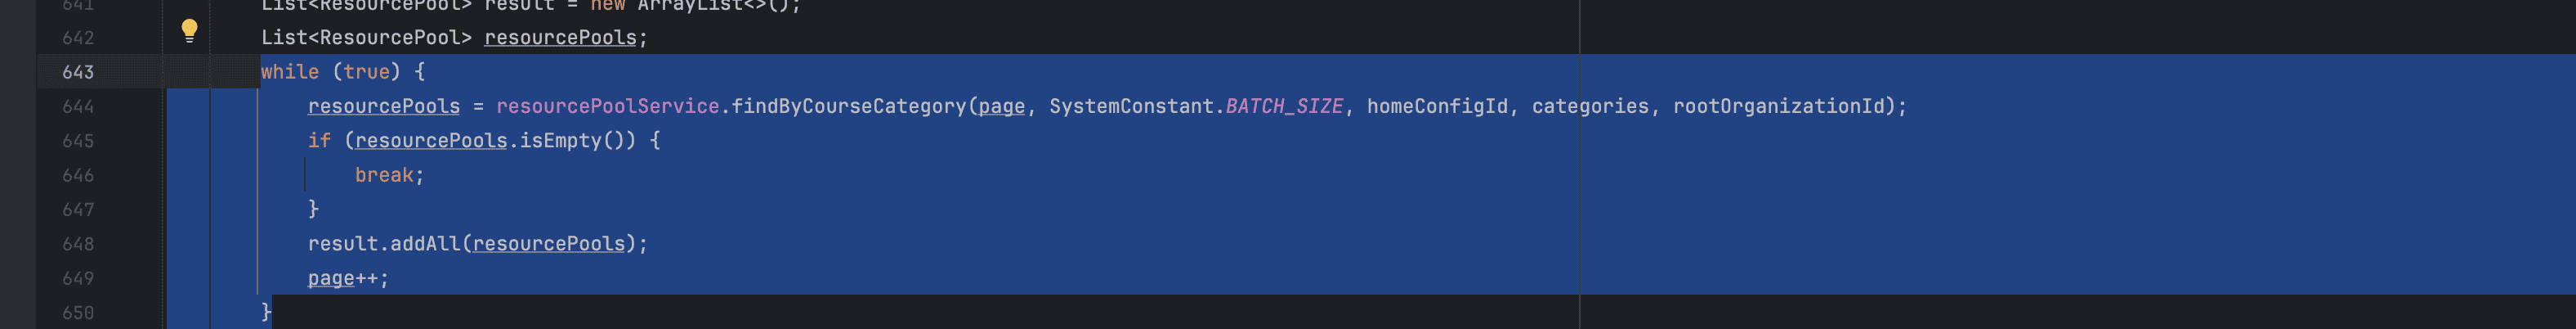 641 List<ResourcePool> result = new ArrayList<>();
642 List<ResourcePool> resourcePools;
643 while (true) {
644 resourcePools = resourcePoolService.findByCourseCategory(page, SystemConstant.BATCH_SIZE, homeConfigId, categories, rootOrganizationId);
645 if (resourcePools.isEmpty()) {
646 break;
647 }
648 result.addAll(resourcePools);
649 page++;
650 }